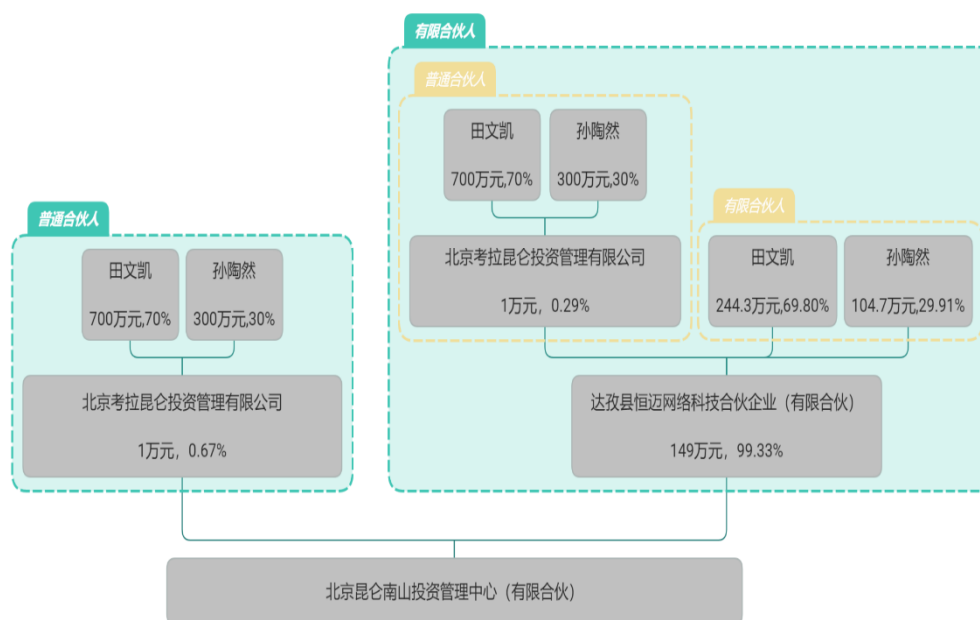 有限合伙人
普通合伙人
田文凯
700万元,70%
孙陶然
300万元,30%
北京考拉昆仑投资管理有限公司
1万元，0.29%
有限合伙人
田文凯
244.3万元,69.80%
孙陶然
104.7万元,29.91%
达孜县恒迈网络科技合伙企业（有限合伙）
149万元，99.33%
普通合伙人
田文凯
700万元,70%
孙陶然
300万元,30%
北京考拉昆仑投资管理有限公司
1万元，0.67%
北京昆仑南山投资管理中心（有限合伙）